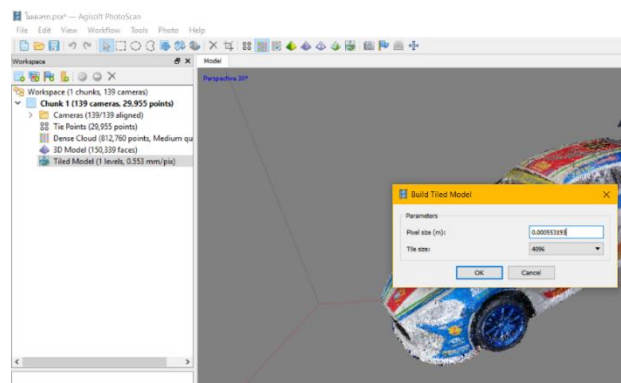 — Agisoft PhotoScan
File Edit View Workflow Tools Photo Help
Workspace
Model
Perspective 30°
Workspace (1 chunks, 139 cameras)
Chunk 1 (139 cameras, 29,955 points)
Cameras (139/139 aligned)
Tie Points (29,955 points)
Dense Cloud (812,760 points, Medium qu
3D Model (150,339 faces)
Tiled Model (1 levels, 0.553 mm/pix)
Build Tiled Model
Parameters
Pixel size (m):
0.000553193
Tile size:
4096
OK
Cancel